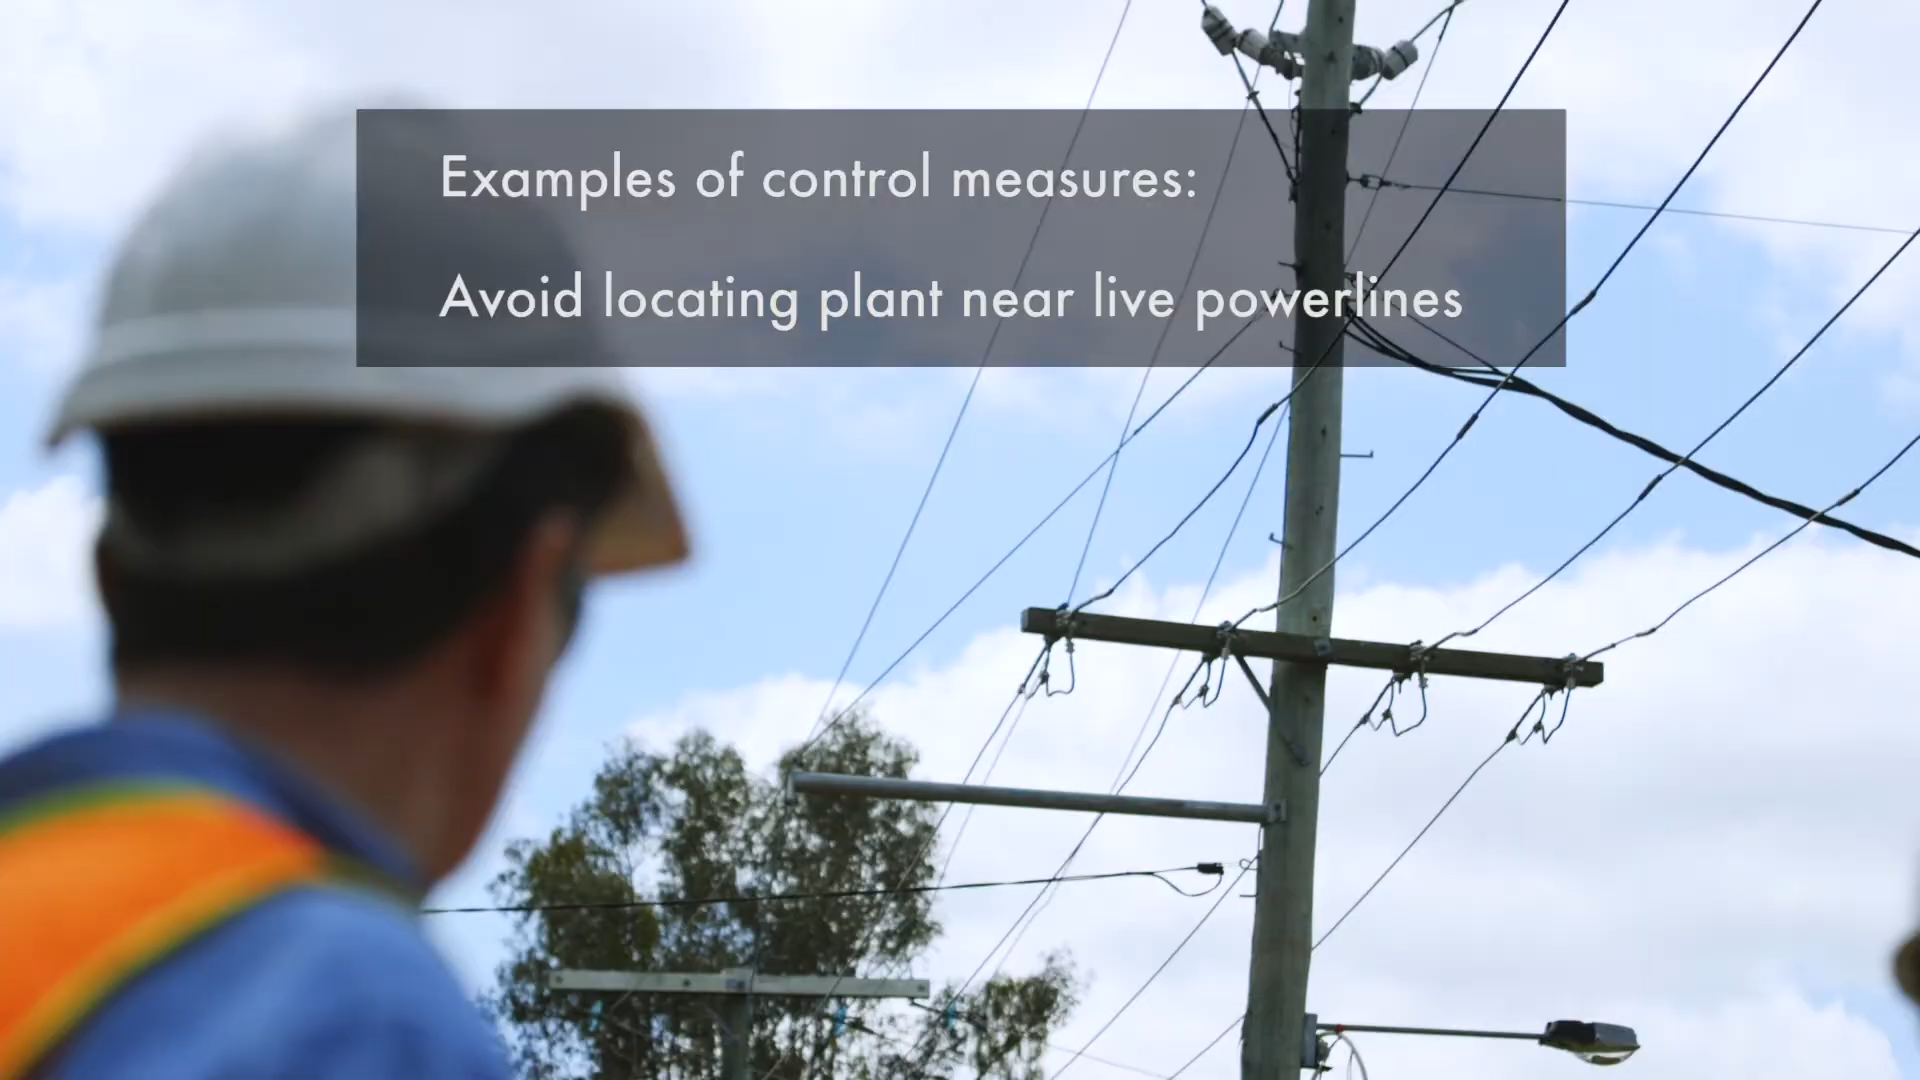 Examples of control measures:
Avoid locating plant near live powerlines